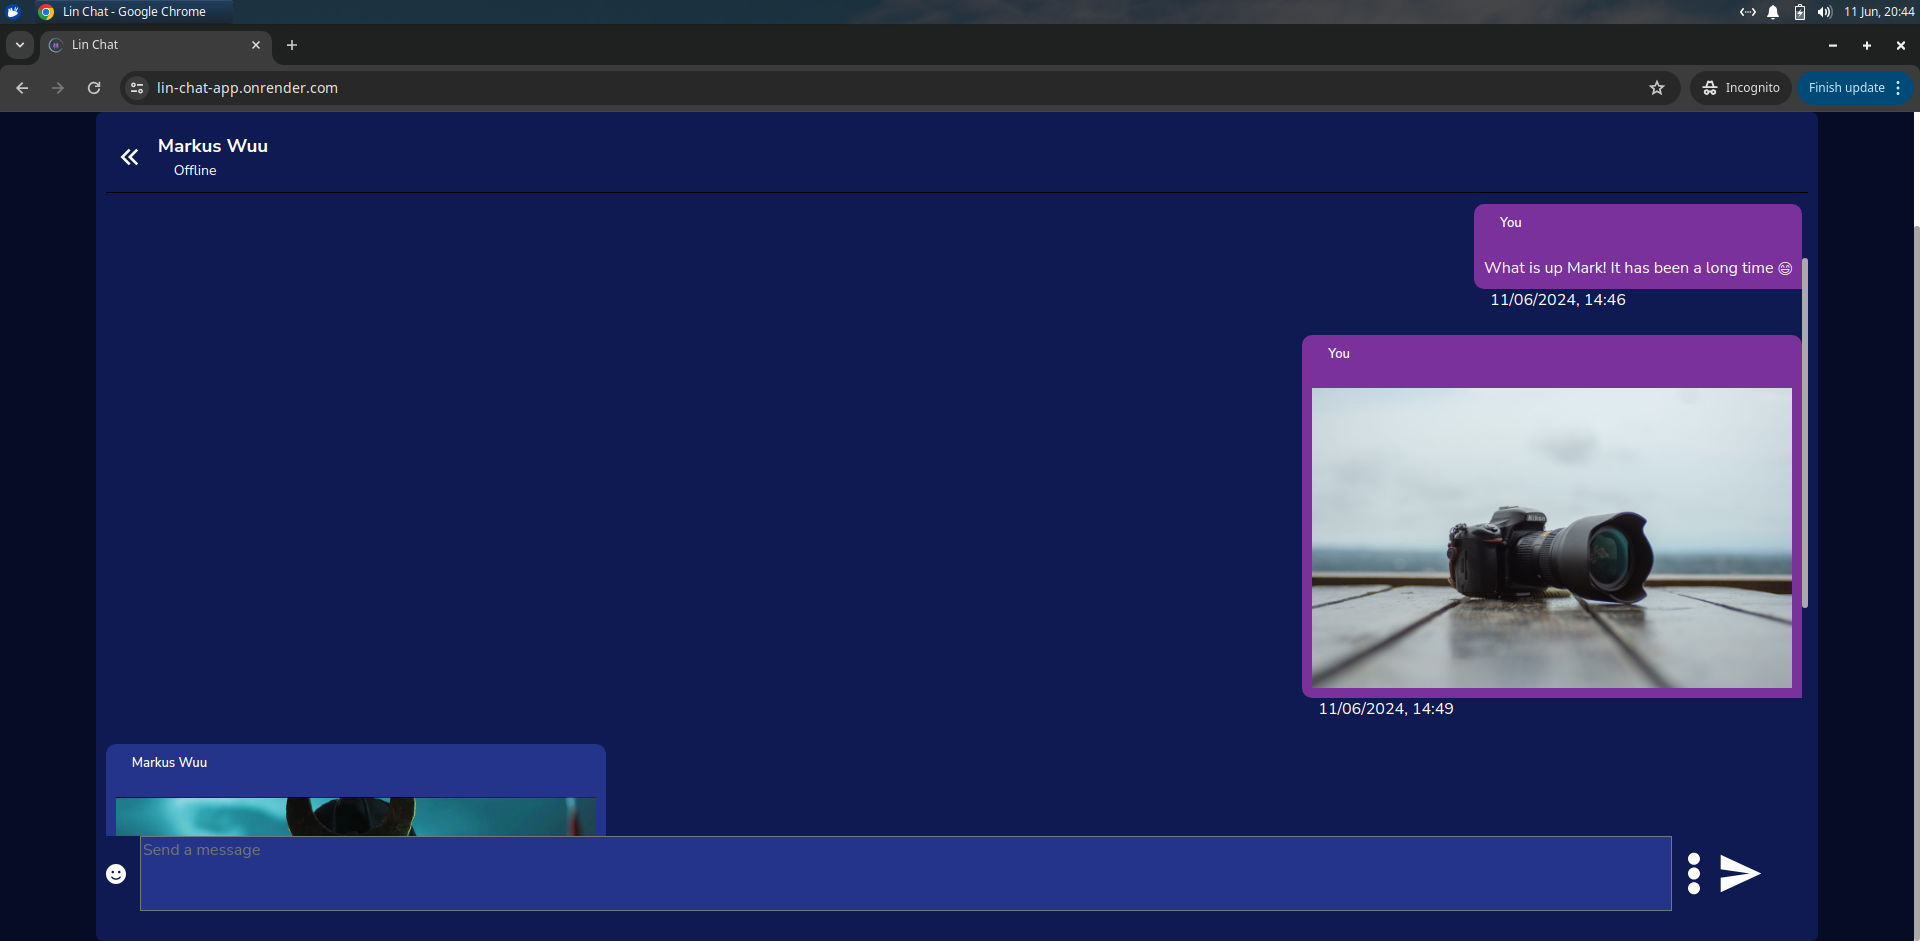 Lin Chat - Google Chrome
11 Jun, 20:44
Lin Chat
lin-chat-app.onrender.com
Incognito
Finish update
Markus Wuu
Offline
You
What is up Mark! It has been a long time 😄
11/06/2024, 14:46
You
Nikon
11/06/2024, 14:49
Markus Wuu
Send a message